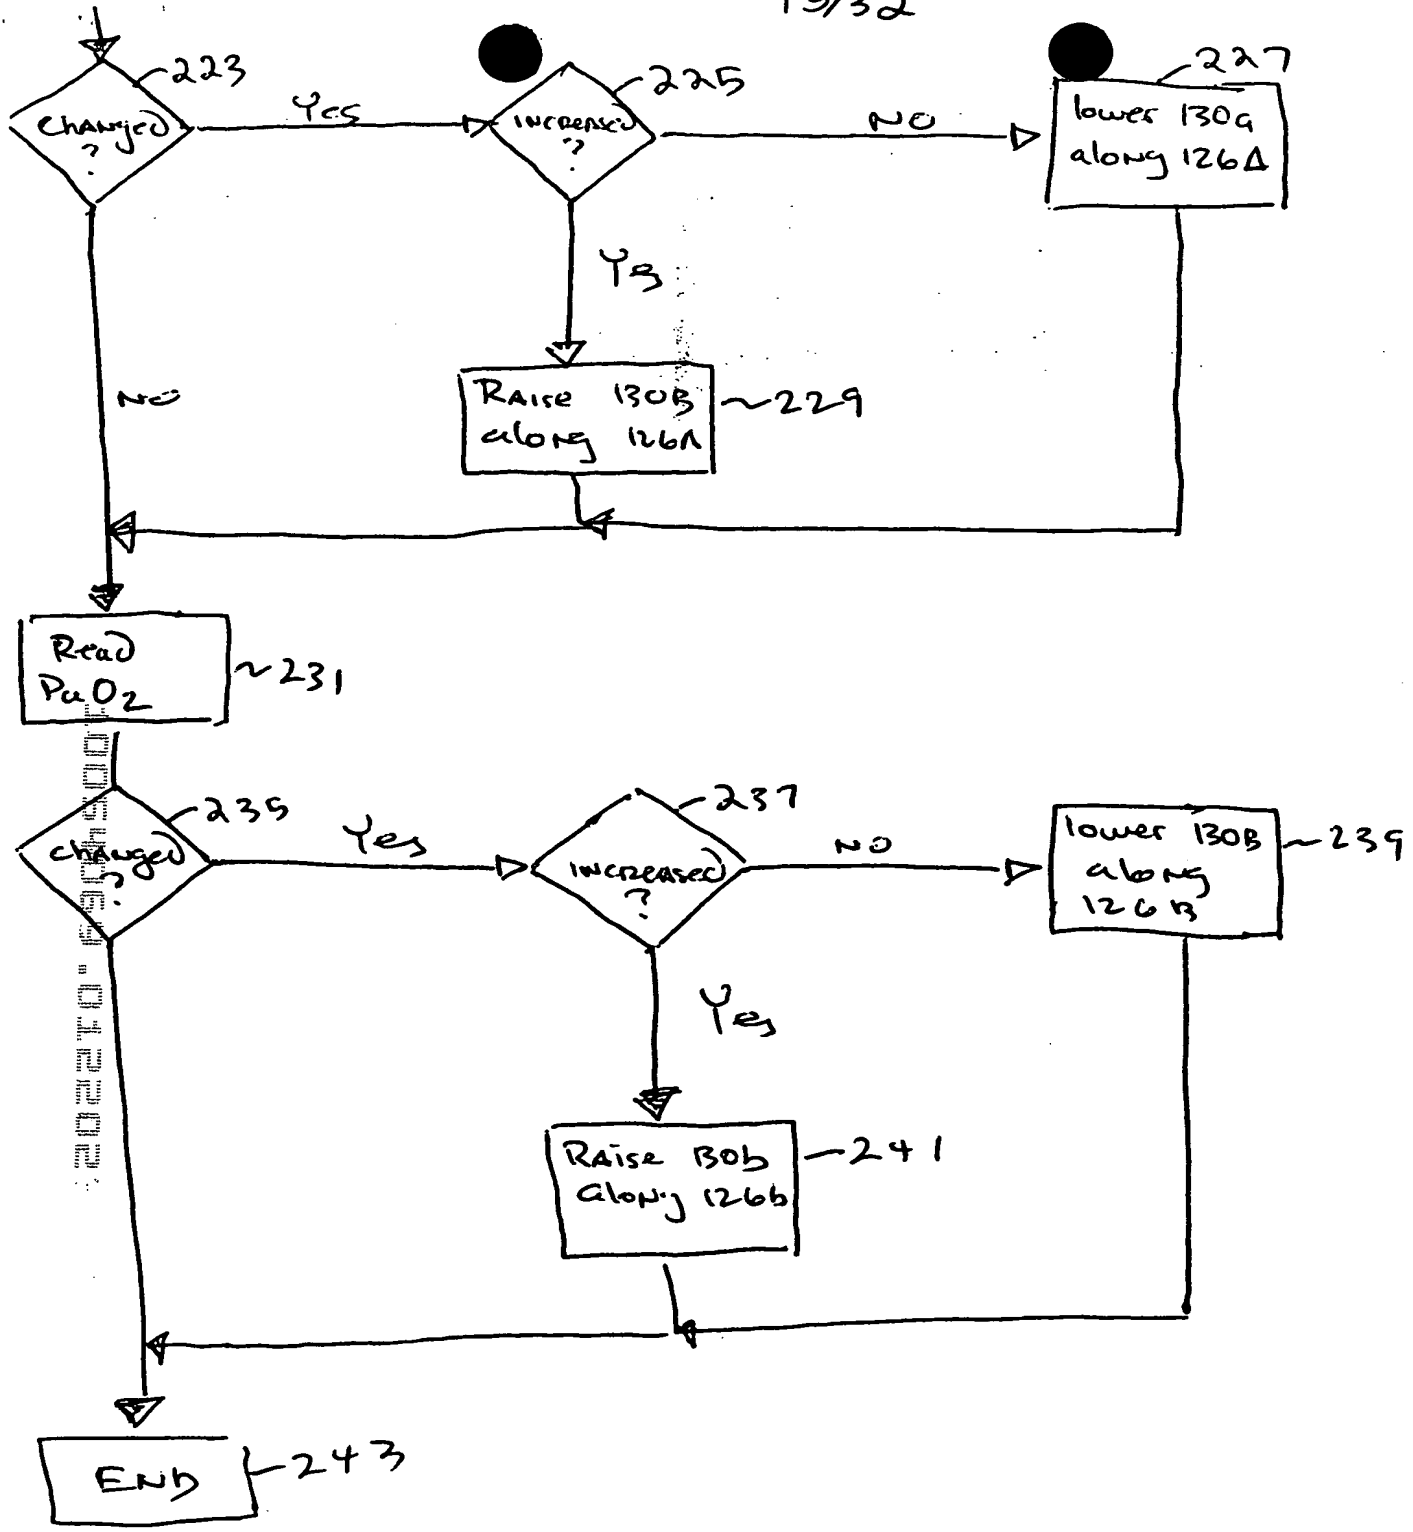 19/32
223
CHANGED
?
Yes
225
INCREASED
?
NO
227
lower 130a
along 126A
Yes
NO
RAISE 130B
along 126A
229
Read
PaO2
231
235
CHANGED
?
Yes
237
INCREASED
?
NO
lower 130B
along
126B
239
Yes
RAISE 130b
along 126b
241
END
243